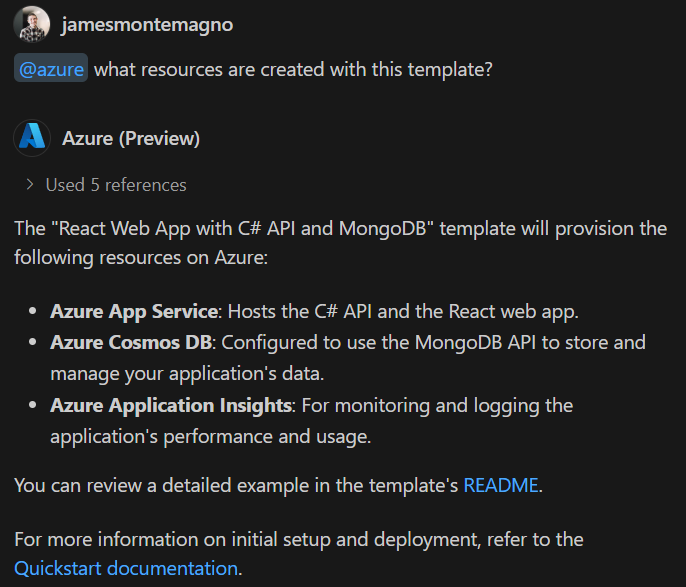 jamesmontemagno
@azure what resources are created with this template?
Azure (Preview)
Used 5 references
The "React Web App with C# API and MongoDB" template will provision the
following resources on Azure:
Azure App Service: Hosts the C# API and the React web app.
Azure Cosmos DB: Configured to use the MongoDB API to store and
manage your application's data.
Azure Application Insights: For monitoring and logging the
application's performance and usage.
You can review a detailed example in the template's README.
For more information on initial setup and deployment, refer to the
Quickstart documentation.